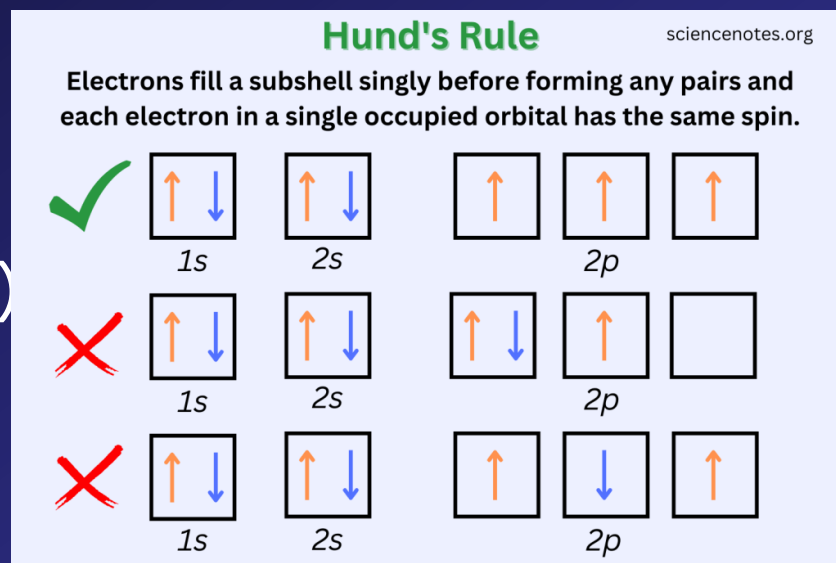 Hund's Rule
sciencenotes.org
Electrons fill a subshell singly before forming any pairs and
each electron in a single occupied orbital has the same spin.
1s 2s 2p
1s 2s 2p
1s 2s 2p
)